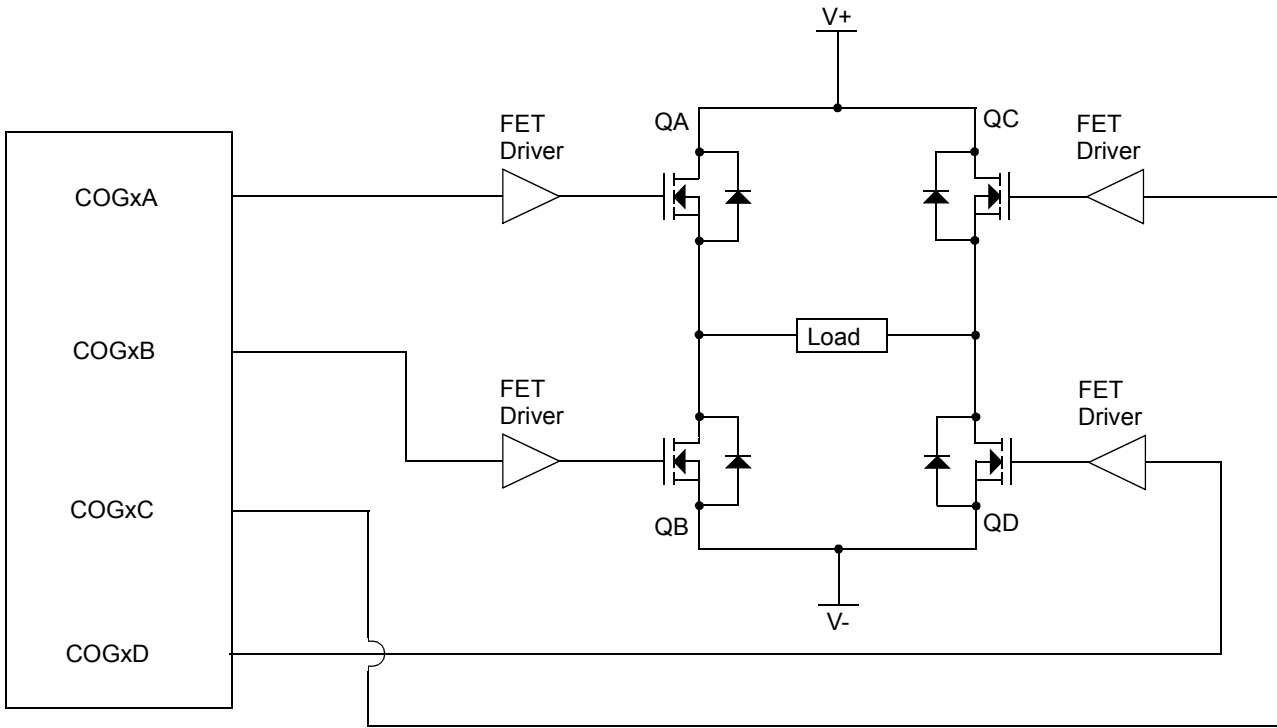 V+
QA
QC
FET
Driver
FET
Driver
COGxA
Load
COGxB
FET
Driver
FET
Driver
COGxC
QB
QD
V-
COGxD